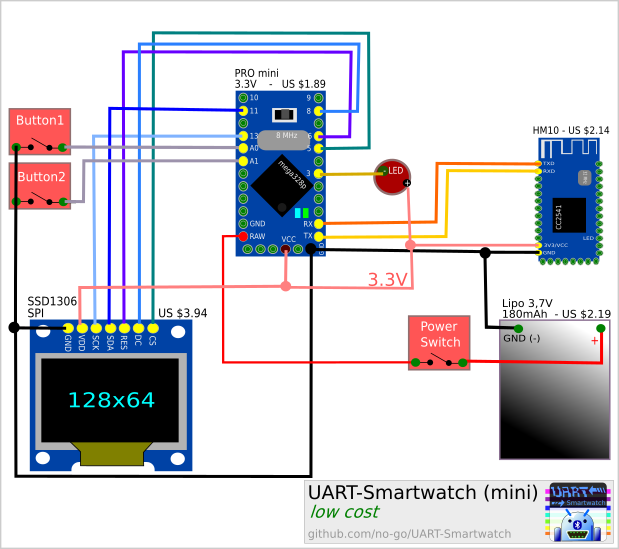 PRO mini
3.3V - US $1.89
10
11
13
A0
A1
GND
RAW
9
8
6
5
3
RX
TX
VCC
8 MHz
mega328p
Button1
Button2
LED
HM10 - US $2.14
TXD
RXD
CC2541
LED
3V3/VCC
GND
3.3V
SSD1306
SPI
US $3.94
GND
VDD
SCK
SDA
RES
DC
CS
128x64
Power
Switch
Lipo 3,7V
180mAh - US $2.19
GND (-)
+
UART-Smartwatch (mini)
low cost
github.com/no-go/UART-Smartwatch
UART
Smartwatch